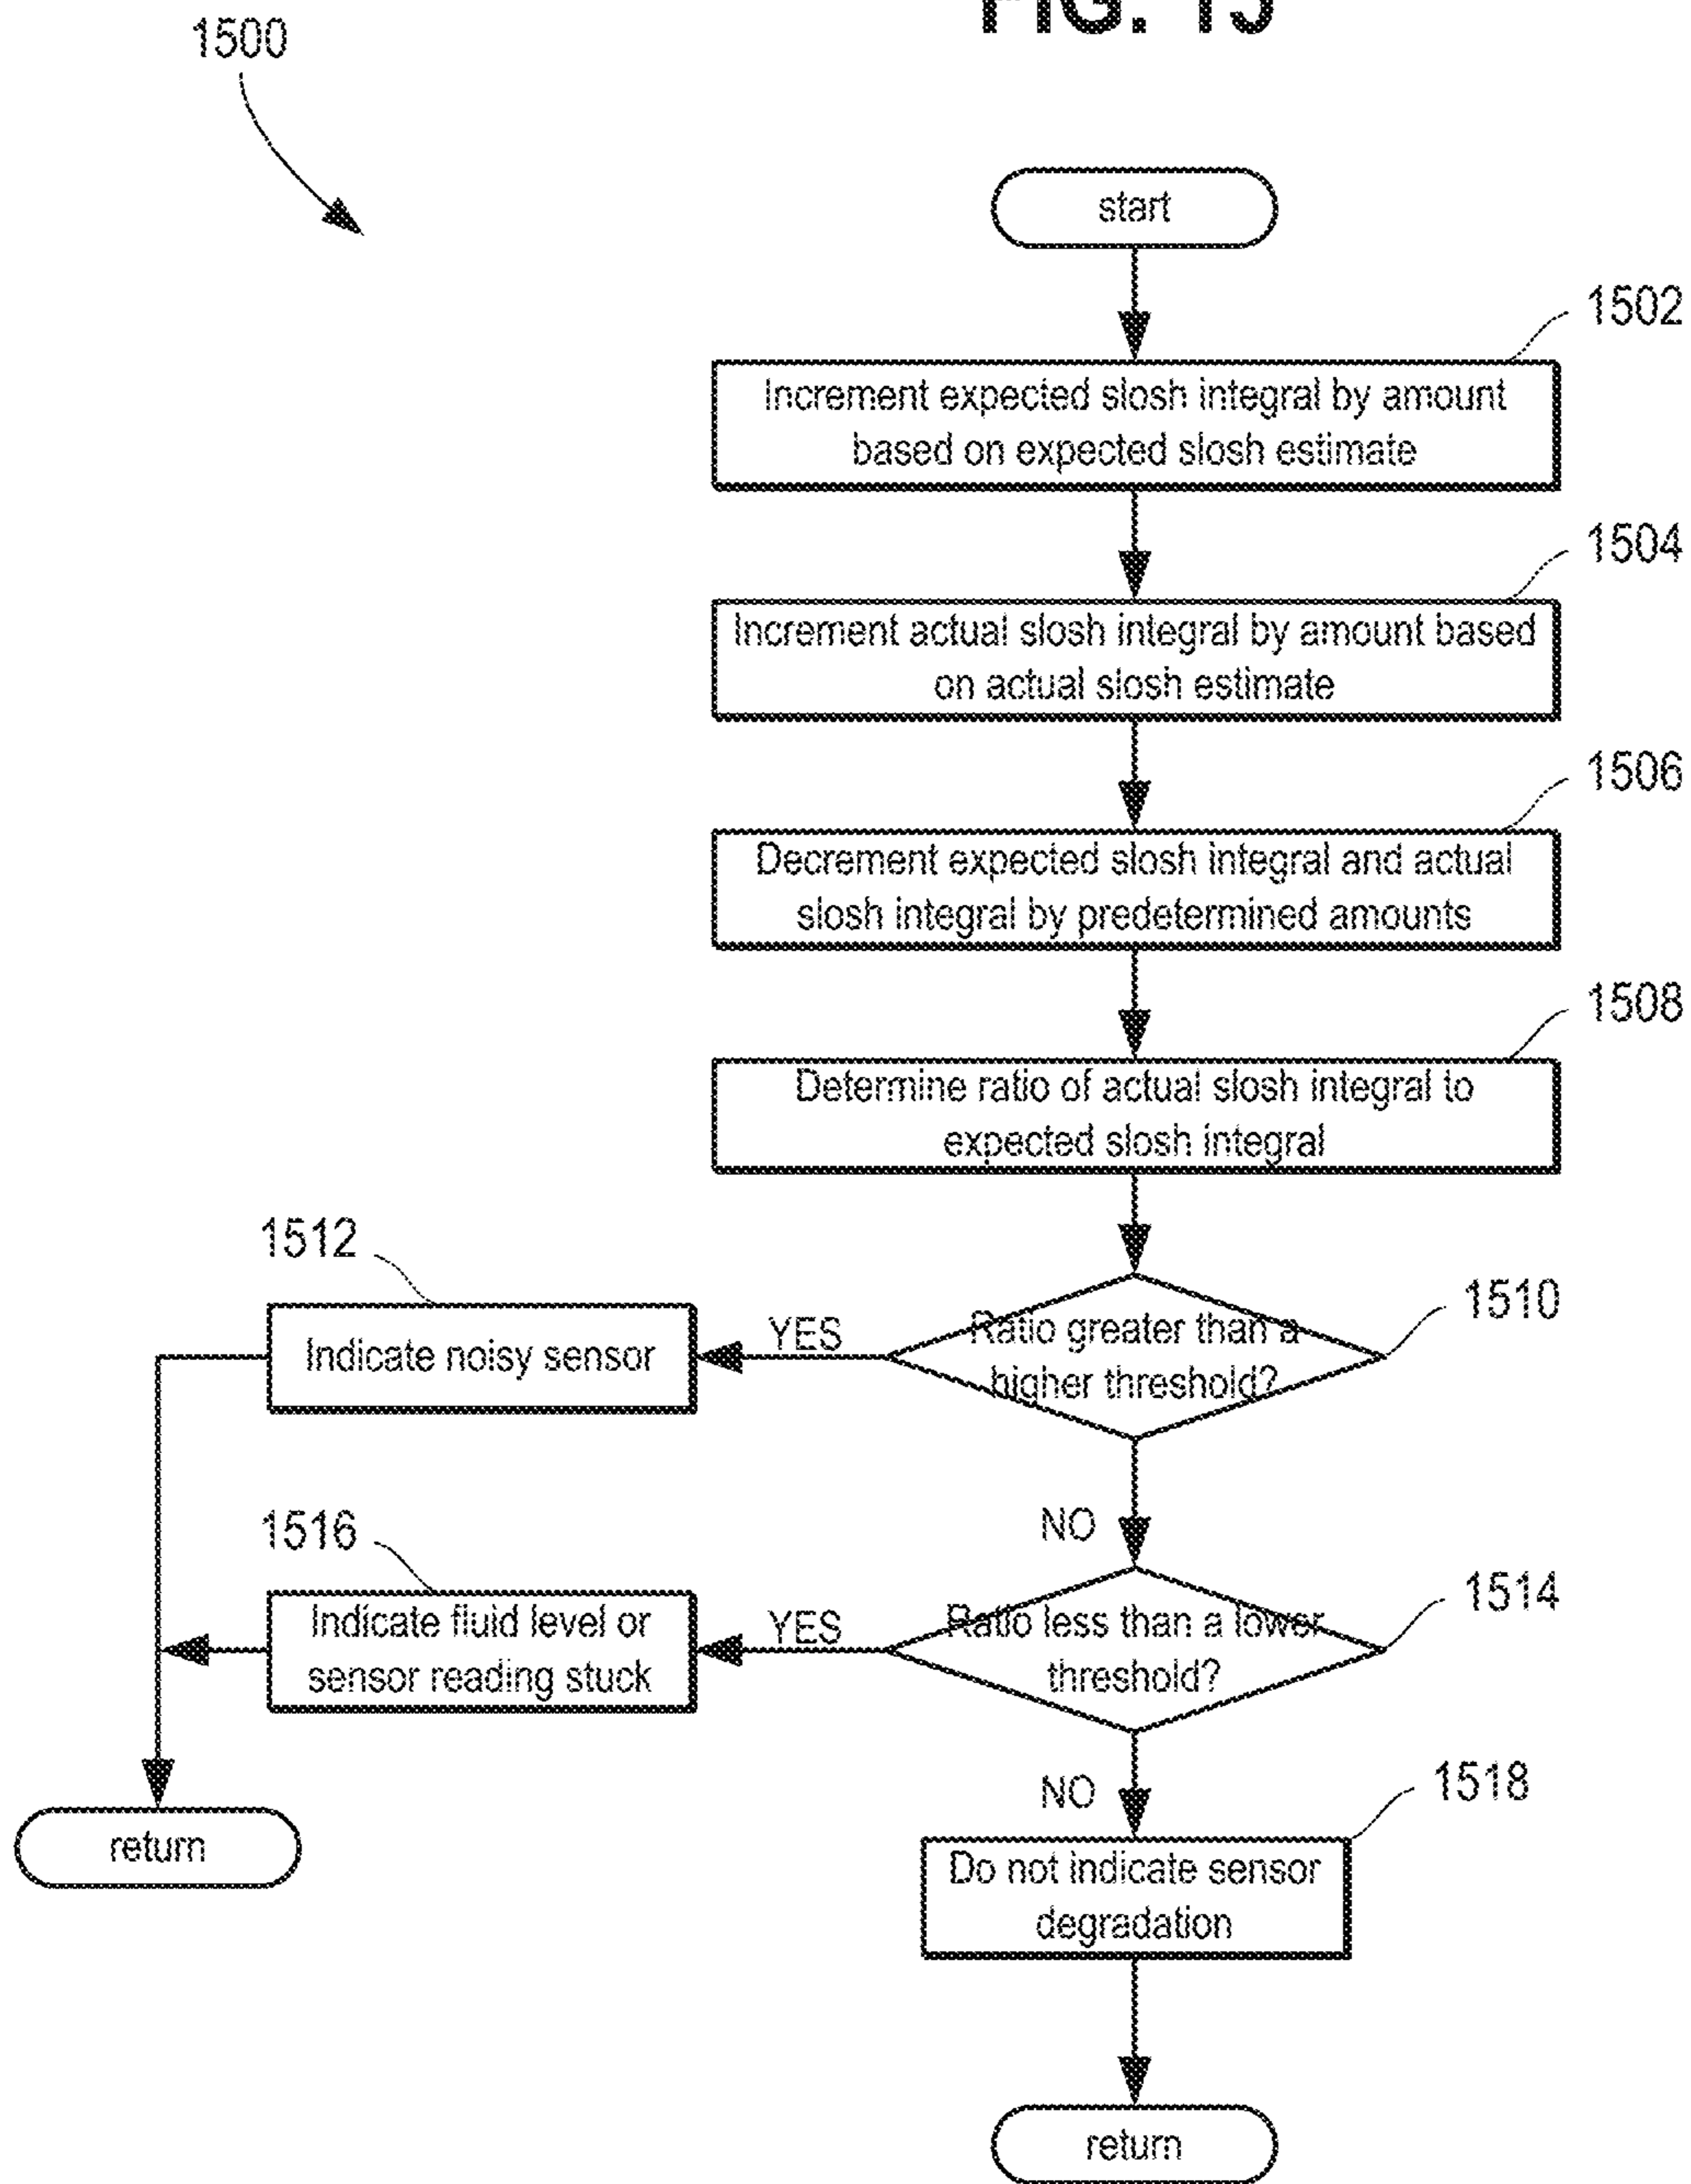 FIG. 15
1500
start
1502
Increment expected slosh integral by amount
based on expected slosh estimate
1504
Increment actual slosh integral by amount based
on actual slosh estimate
1506
Decrement expected slosh integral and actual
slosh integral by predetermined amounts
1508
Determine ratio of actual slosh integral to
expected slosh integral
1512
Indicate noisy sensor
YES
Ratio greater than a
higher threshold?
1510
NO
1516
Indicate fluid level or
sensor reading stuck
YES
Ratio less than a lower
threshold?
1514
NO
1518
Do not indicate sensor
degradation
return
return